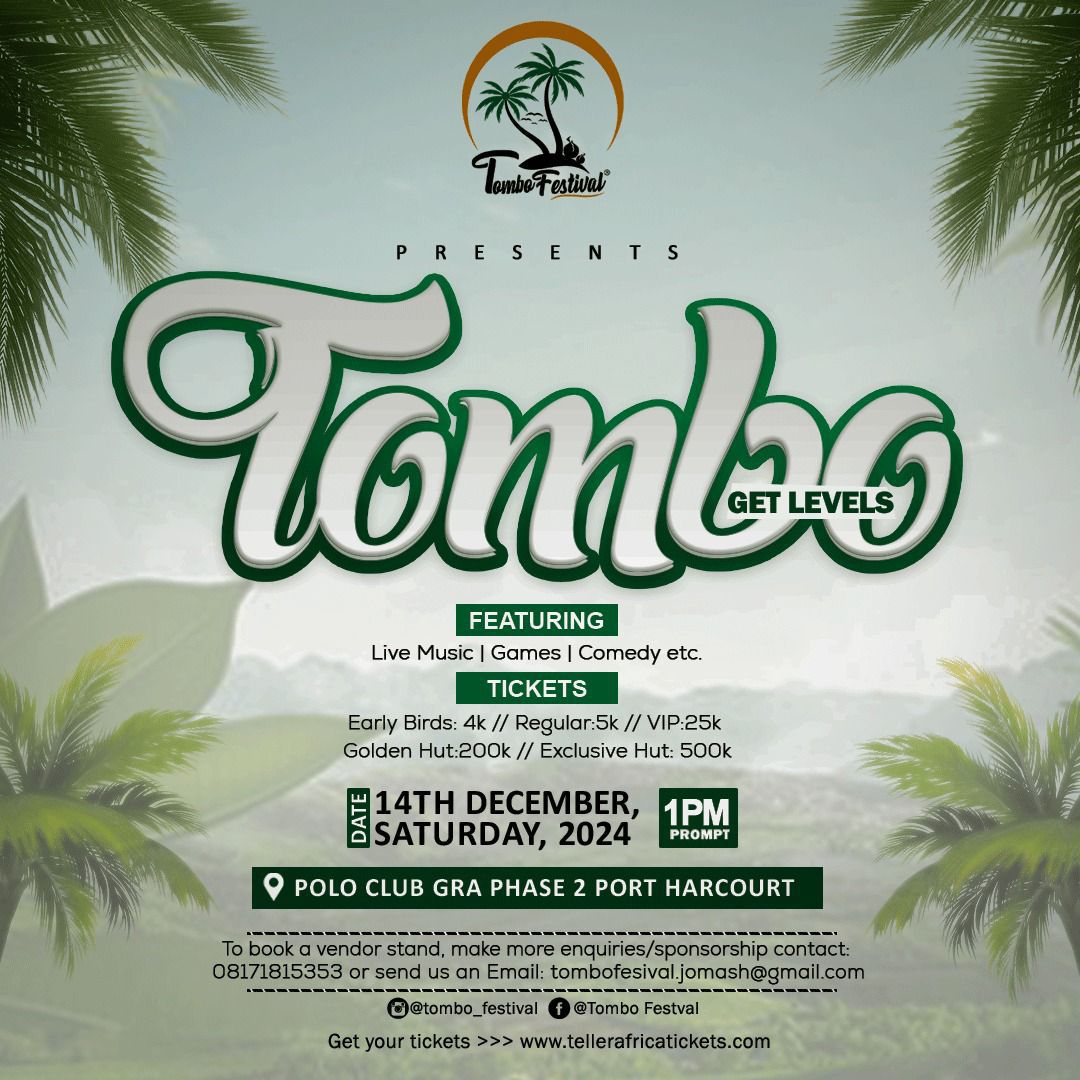 Tombo Festival®
PRESENTS
Tombo
GET LEVELS
FEATURING
Live Music | Games | Comedy etc.
TICKETS
Early Birds: 4k // Regular:5k // VIP:25k
Golden Hut:200k // Exclusive Hut: 500k
DATE
14TH DECEMBER,
SATURDAY, 2024
1PM
PROMPT
POLO CLUB GRA PHASE 2 PORT HARCOURT
To book a vendor stand, make more enquiries/sponsorship contact:
08171815353 or send us an Email: tombofesival.jomash@gmail.com
@tombo_festival @Tombo Festval
Get your tickets >>> www.tellerafricatickets.com